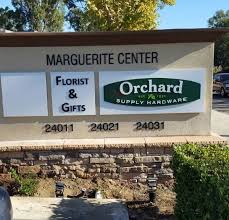 MARGUERITE CENTER
FLORIST
&
GIFTS
Orchard
SUPPLY HARDWARE
24011 24021 24031